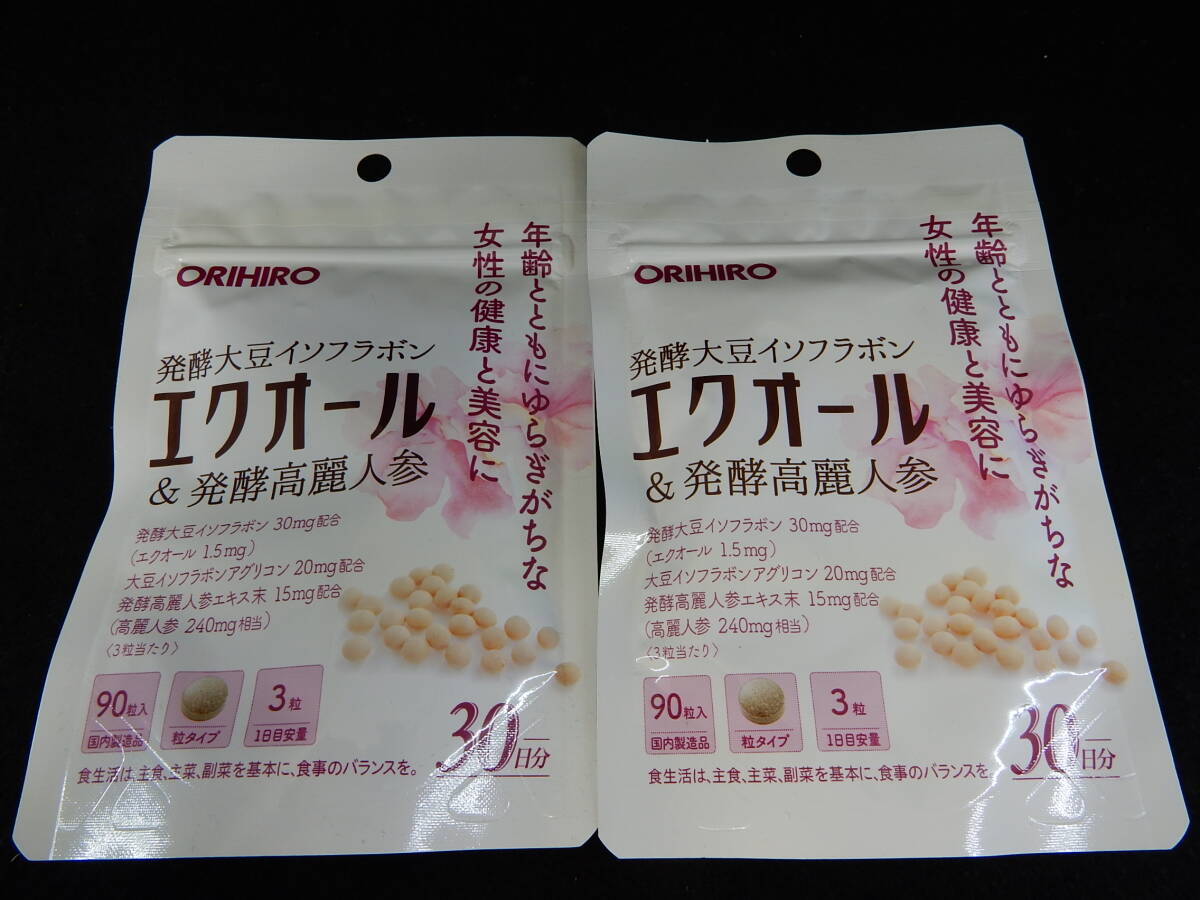 ORIHIRO
年齢とともにゆらぎがちな
女性の健康と美容に
発酵大豆イソフラボン
エクオール
& 発酵高麗人参
発酵大豆イソフラボン 30mg配合
(エクオール 1.5mg)
大豆イソフラボンアグリコン 20mg配合
発酵高麗人参エキス末 15mg配合
(高麗人参 240mg相当)
〈3粒当たり〉
90粒入
国内製造品
粒タイプ
3粒
1日目安量
30日分
食生活は、主食、主菜、副菜を基本に、食事のバランスを。
ORIHIRO
年齢とともにゆらぎがちな
女性の健康と美容に
発酵大豆イソフラボン
エクオール
& 発酵高麗人参
発酵大豆イソフラボン 30mg配合
(エクオール 1.5mg)
大豆イソフラボンアグリコン 20mg配合
発酵高麗人参エキス末 15mg配合
(高麗人参 240mg相当)
〈3粒当たり〉
90粒入
国内製造品
粒タイプ
3粒
1日目安量
30日分
食生活は、主食、主菜、副菜を基本に、食事のバランスを。